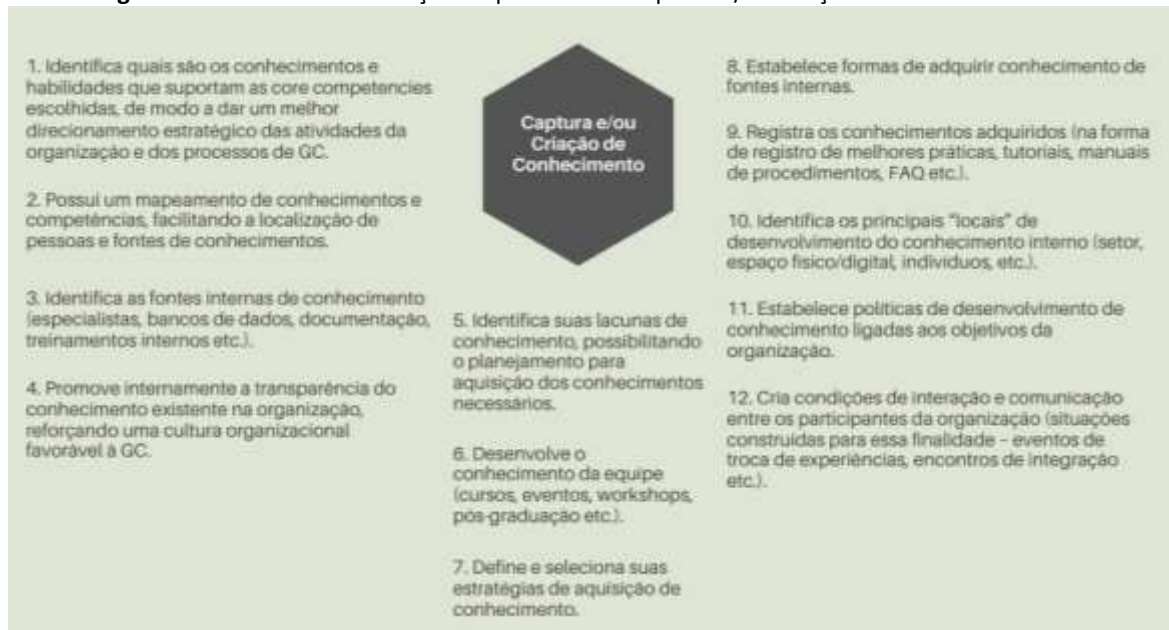 1. Identifica quais são os conhecimentos e
habilidades que suportam as core competencies
escolhidas, de modo a dar um melhor
direcionamento estratégico das atividades da
organização e dos processos de GC.
2. Possui um mapeamento de conhecimentos e
competências, facilitando a localização de
pessoas e fontes de conhecimentos.
3. Identifica as fontes internas de conhecimento
(especialistas, bancos de dados, documentação,
treinamentos internos etc.).
4. Promove internamente a transparência do
conhecimento existente na organização,
reforçando uma cultura organizacional
favorável à GC.
Captura e/ou
Criação de
Conhecimento
5. Identifica suas lacunas de
conhecimento, possibilitando
o planejamento para
aquisição dos conhecimentos
necessários.
6. Desenvolve o
conhecimento da equipe
(cursos, eventos, workshops,
pós-graduação etc.).
7. Define e seleciona suas
estratégias de aquisição de
conhecimento.
8. Estabelece formas de adquirir conhecimento de
fontes internas.
9. Registra os conhecimentos adquiridos (na forma
de registro de melhores práticas, tutoriais, manuais
de procedimentos, FAQ etc.).
10. Identifica os principais "locais" de
desenvolvimento do conhecimento interno (setor,
espaço físico/digital, indivíduos, etc.).
11. Estabelece políticas de desenvolvimento de
conhecimento ligadas aos objetivos da
organização.
12. Cria condições de interação e comunicação
entre os participantes da organização (situações
construídas para essa finalidade – eventos de
troca de experiências, encontros de integração
etc.).